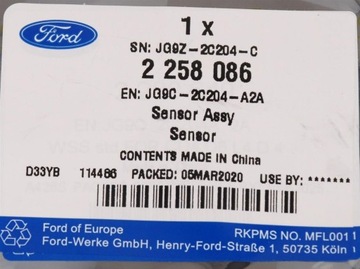 Ford
1 x
SN: JG9Z-2C204-C
2 258 086
EN: JG9C-2C204-A2A
Sensor Assy
Sensor
CONTENTS MADE IN China
D33YB 114486 PACKED: 05MAR2020 USE BY: *******
Ford of Europe RKPMS NO. MFL0011
Ford-Werke GmbH, Henry-Ford-Straße 1, 50735 Köln